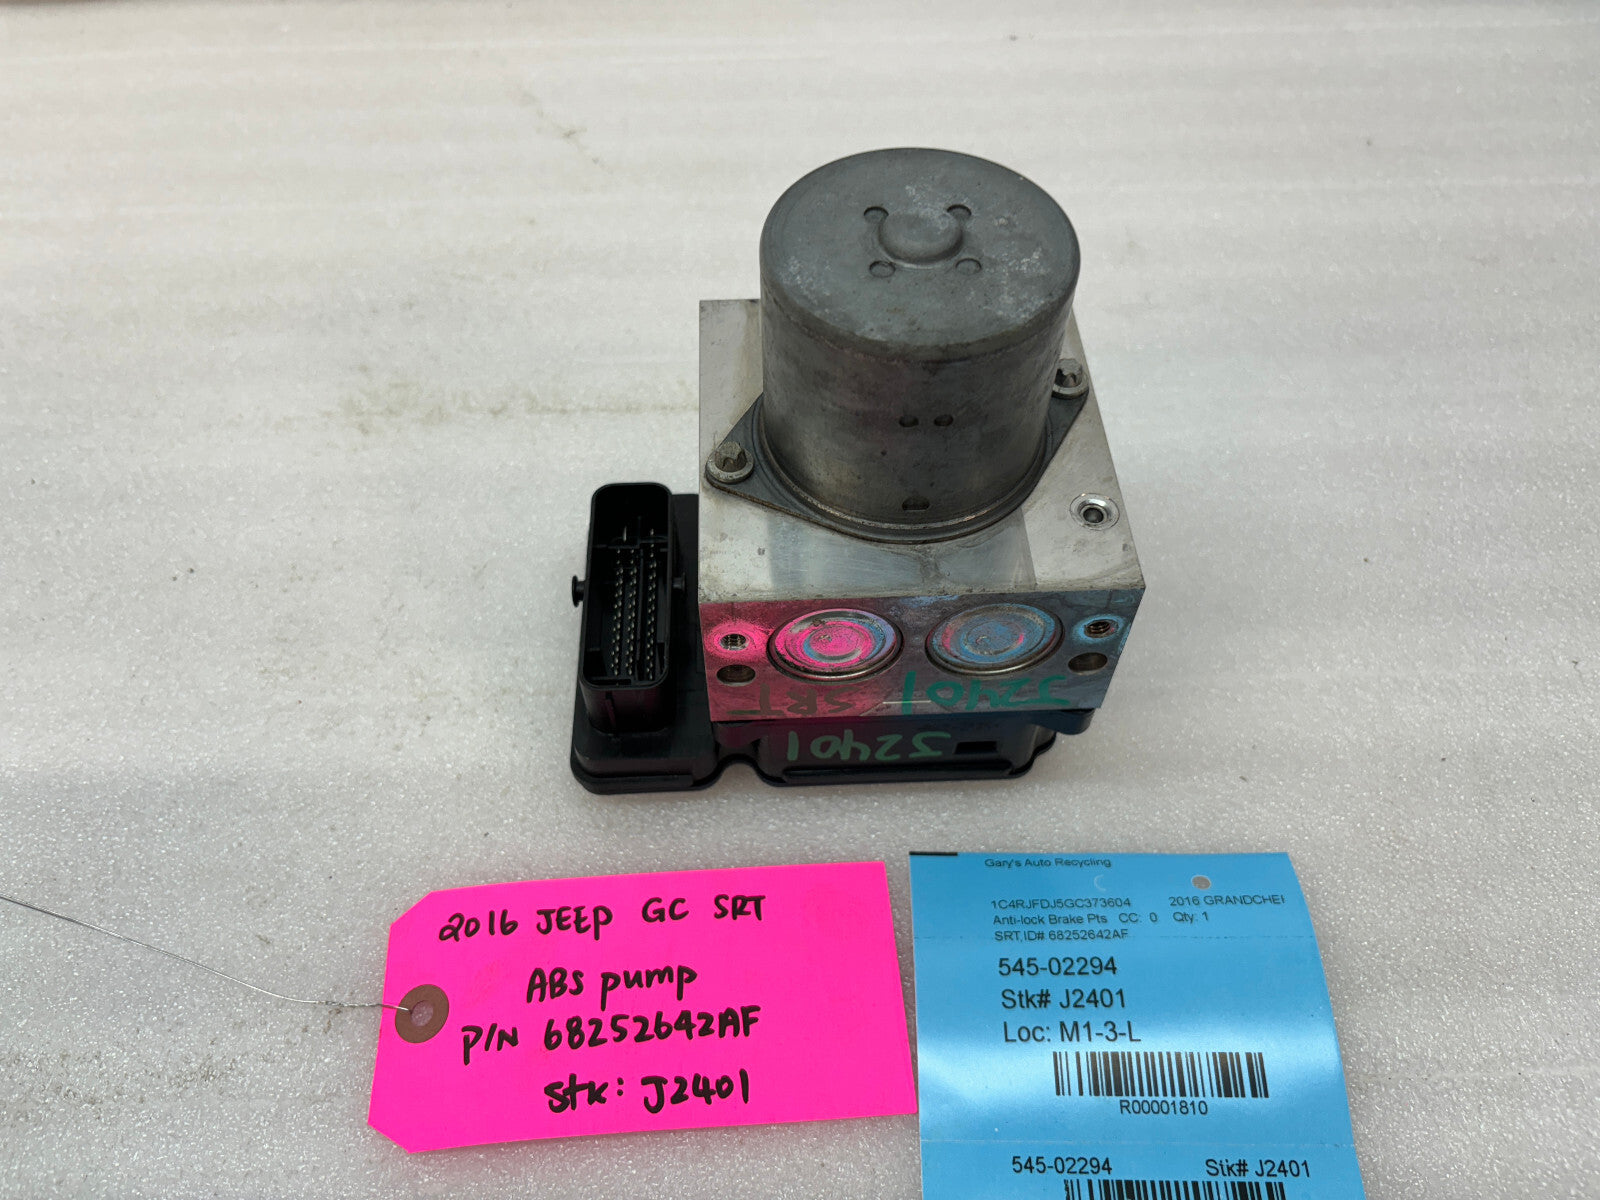 J2401 SRT
J2401
2016 JEEP GC SRT
ABS pump
P/N 68252642AF
stk: J2401
Gary's Auto Recycling
1C4RJFDJ5GC373604 2016 GRANDCHE
Anti-lock Brake Pts CC: 0 Qty: 1
SRT,ID# 68252642AF
545-02294
Stk# J2401
Loc: M1-3-L
R00001810
545-02294 Stk# J2401